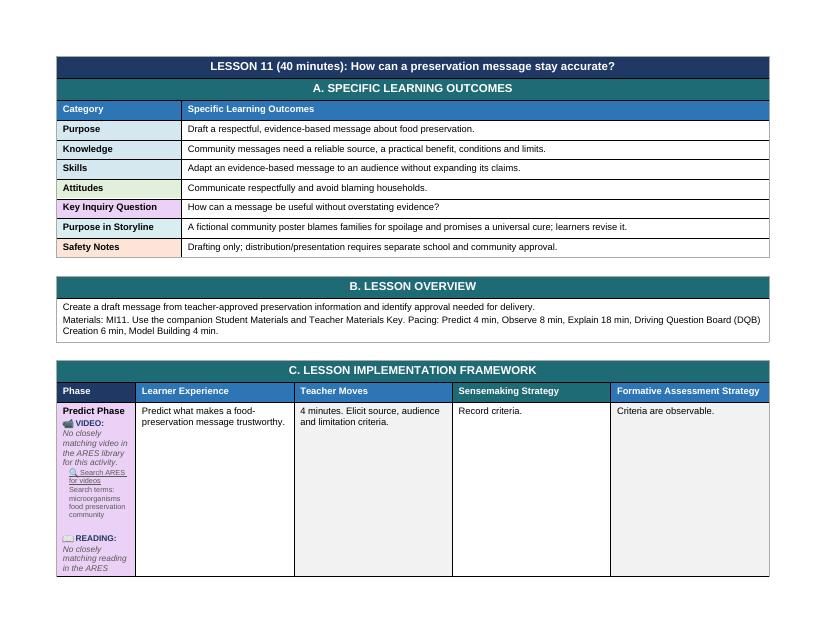 LESSON 11 (40 minutes): How can a preservation message stay accurate?
A. SPECIFIC LEARNING OUTCOMES
Category
Specific Learning Outcomes
Purpose
Draft a respectful, evidence-based message about food preservation.
Knowledge
Community messages need a reliable source, a practical benefit, conditions and limits.
Skills
Adapt an evidence-based message to an audience without expanding its claims.
Attitudes
Communicate respectfully and avoid blaming households.
Key Inquiry Question
How can a message be useful without overstating evidence?
Purpose in Storyline
A fictional community poster blames families for spoilage and promises a universal cure; learners revise it.
Safety Notes
Drafting only; distribution/presentation requires separate school and community approval.
B. LESSON OVERVIEW
Create a draft message from teacher-approved preservation information and identify approval needed for delivery.
Materials: MI11. Use the companion Student Materials and Teacher Materials Key. Pacing: Predict 4 min, Observe 8 min, Explain 18 min, Driving Question Board (DQB)
Creation 6 min, Model Building 4 min.
C. LESSON IMPLEMENTATION FRAMEWORK
Phase
Learner Experience
Teacher Moves
Sensemaking Strategy
Formative Assessment Strategy
Predict Phase
VIDEO:
No closely
matching video in
the ARES library
for this activity.
Search ARES
for videos
Search terms:
microorganisms
food preservation
community
READING:
No closely
matching reading
in the ARES
Predict what makes a food-
preservation message trustworthy.
4 minutes. Elicit source, audience
and limitation criteria.
Record criteria.
Criteria are observable.